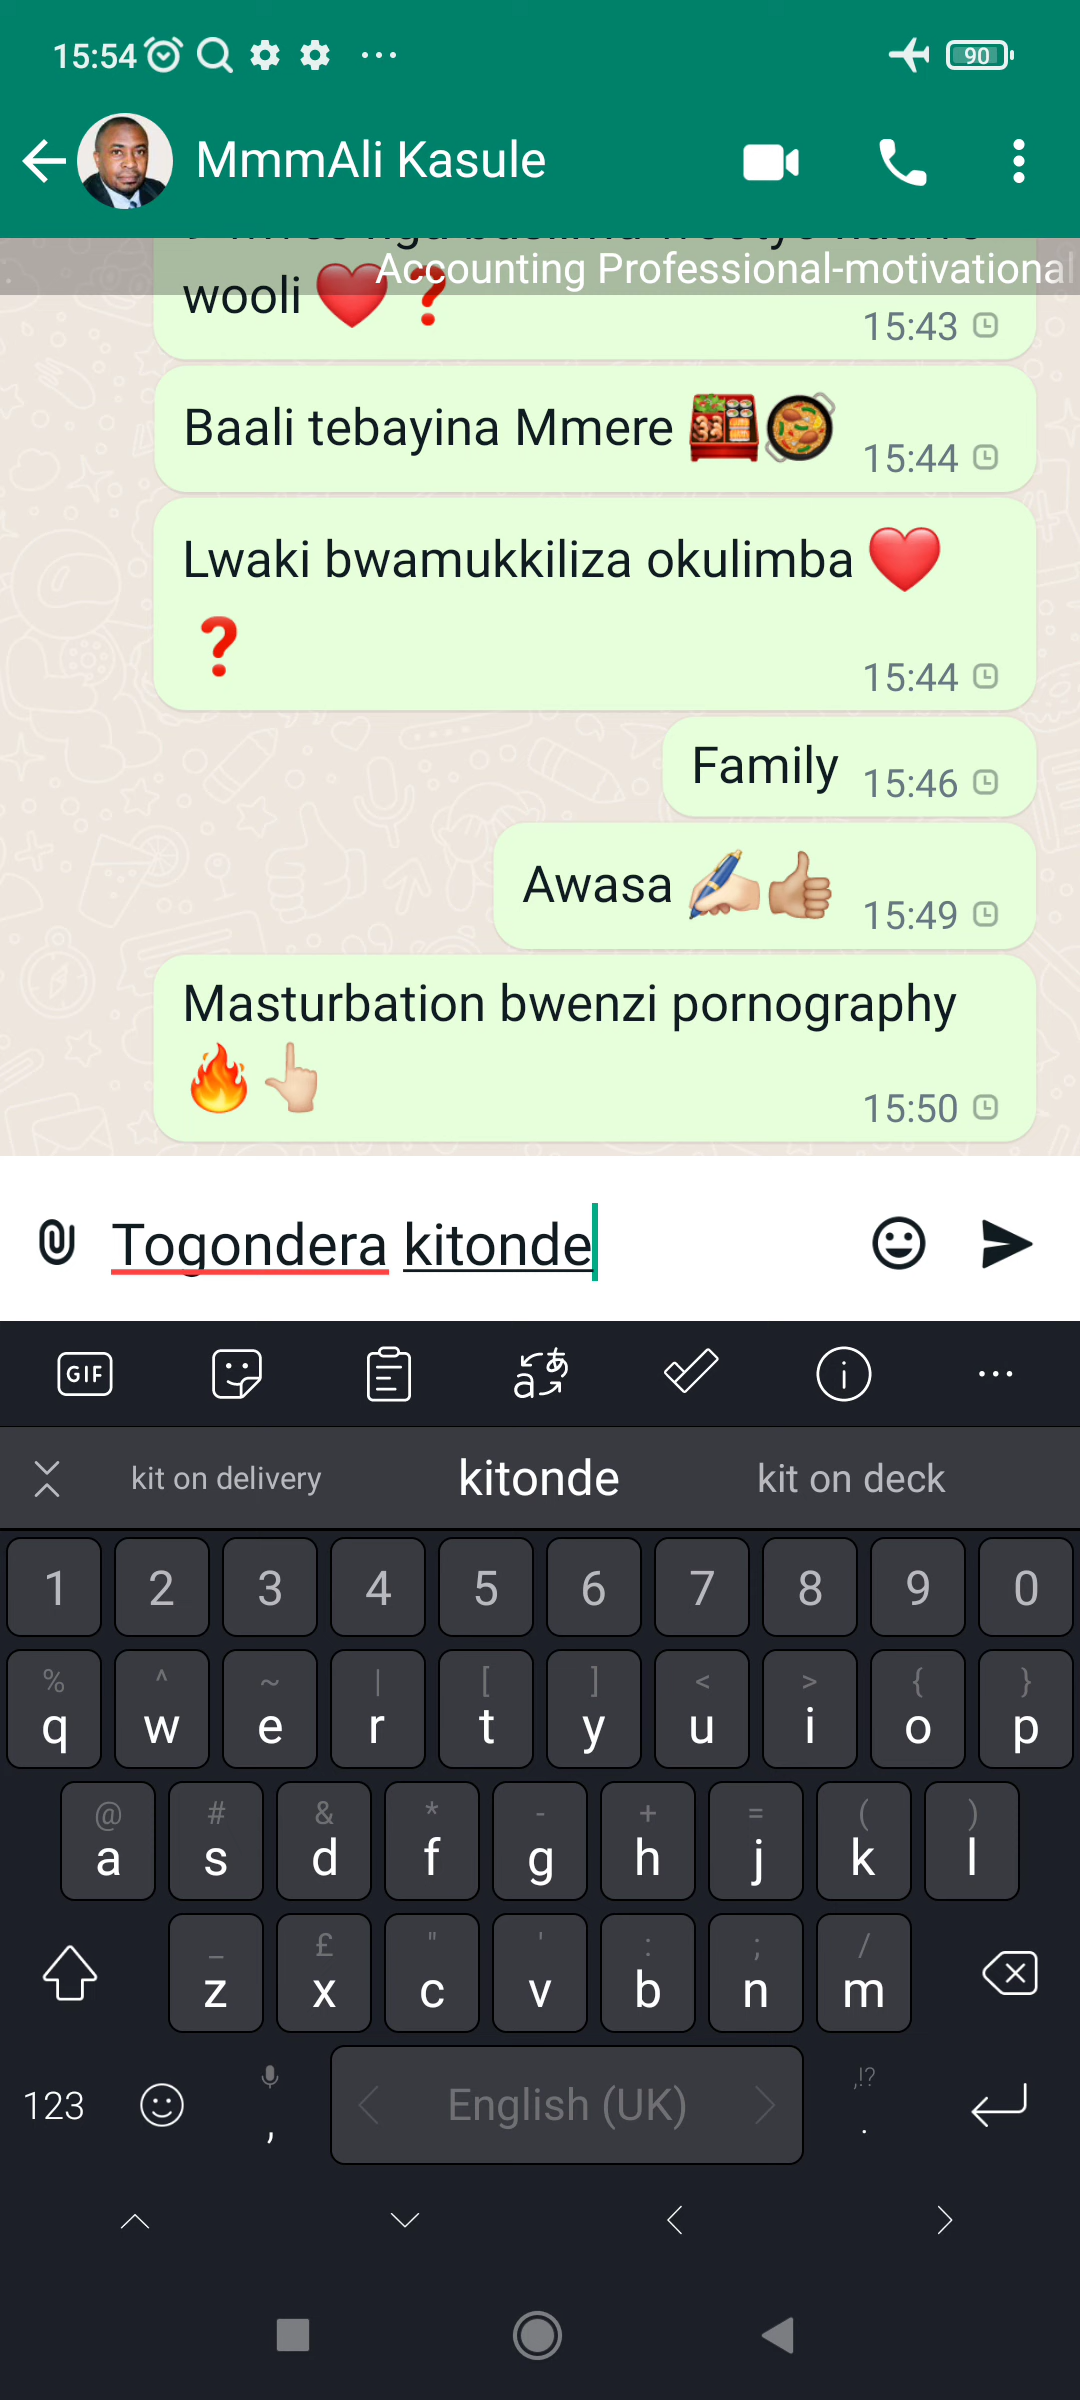 15:54
90
MmmAli Kasule
Accounting Professional-motivational
wooli ❤️ ❓
15:43
Baali tebayina Mmere 🍱🥘
15:44
Lwaki bwamukkiliza okulimba ❤️
❓
15:44
Family
15:46
Awasa ✍🏻👍🏽
15:49
Masturbation bwenzi pornography
🔥👆🏻
15:50
Togondera kitonde
GIF
kit on delivery kitonde kit on deck
1 2 3 4 5 6 7 8 9 0
% ^ ~ | [ ] < > { }
q w e r t y u i o p
@ # & * - + = ( )
a s d f g h j k l
_ £ " ' : ; /
z x c v b n m
123 , English (UK) ,!? .